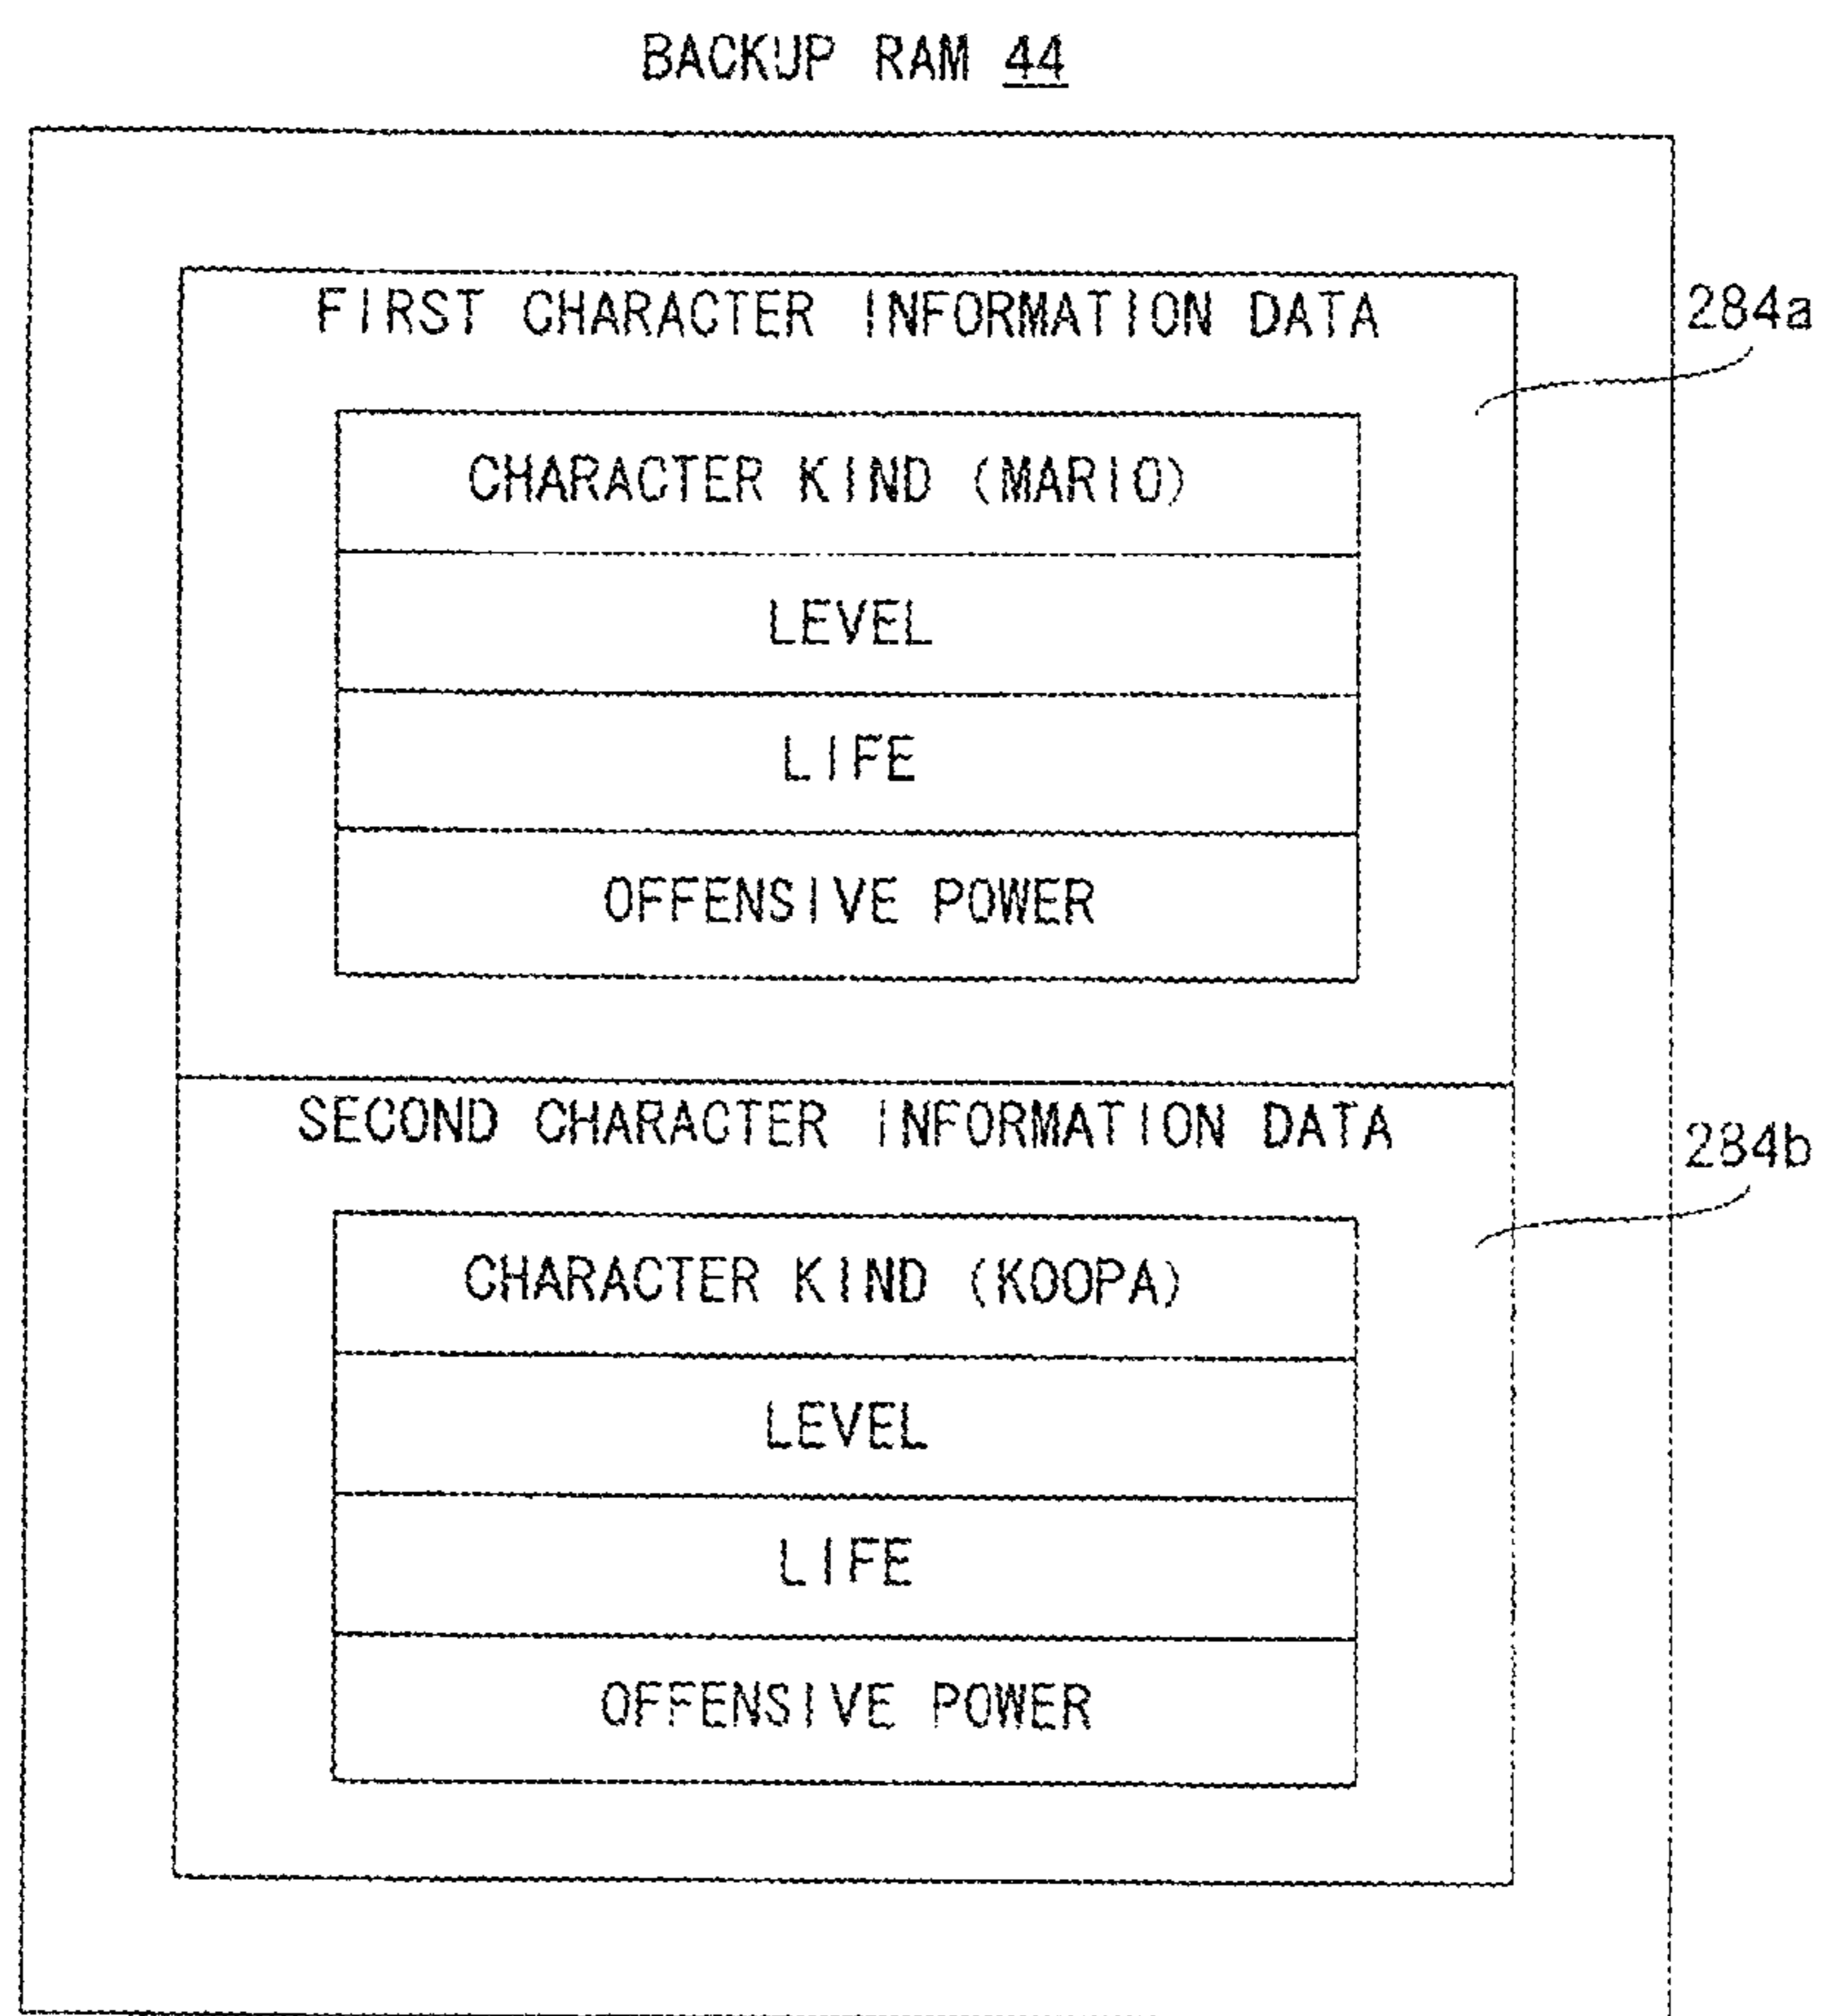 BACKUP RAM 44
FIRST CHARACTER INFORMATION DATA
284a
CHARACTER KIND (MARIO)
LEVEL
LIFE
OFFENSIVE POWER
SECOND CHARACTER INFORMATION DATA
284b
CHARACTER KIND (KOOPA)
LEVEL
LIFE
OFFENSIVE POWER